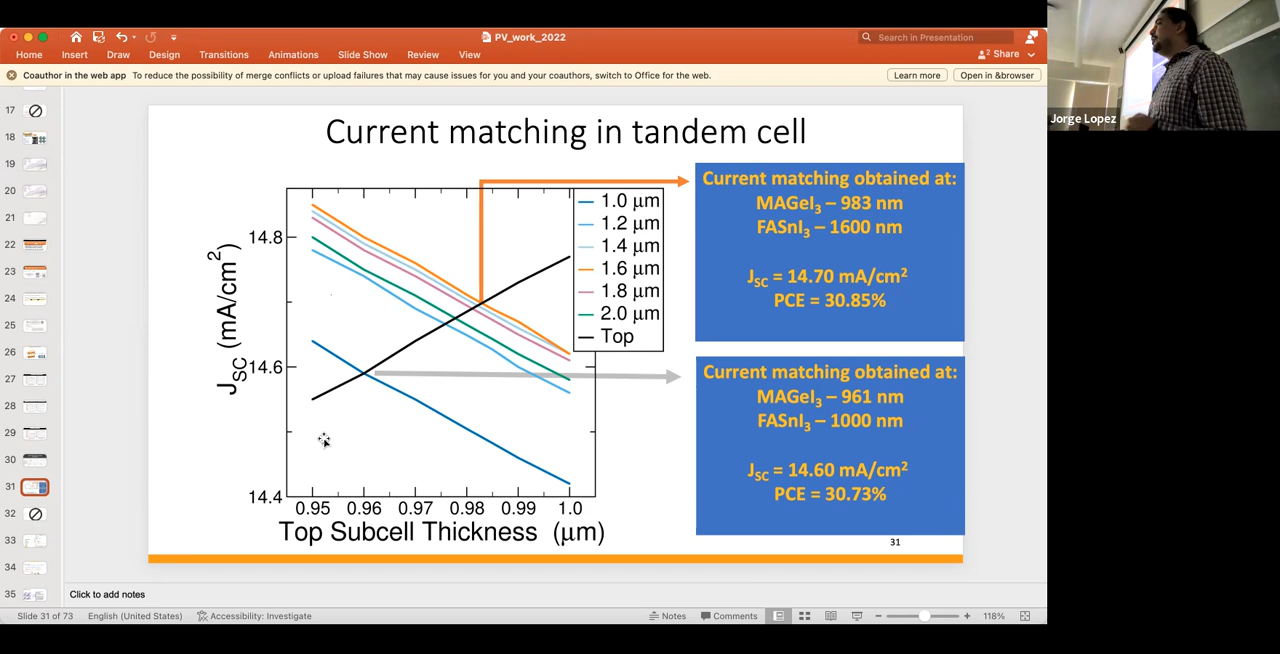 PV_work_2022
Search in Presentation
Home Insert Draw Design Transitions Animations Slide Show Review View
2 Share
Coauthor in the web app To reduce the possibility of merge conflicts or upload failures that may cause issues for you and your coauthors, switch to Office for the web.
Learn more
Open in &browser
17
18
19
20
21
22
23
24
25
26
27
28
29
30
31
32
33
34
35
Current matching in tandem cell
JSC (mA/cm2)
14.8
14.6
14.4
0.95 0.96 0.97 0.98 0.99 1.0
Top Subcell Thickness (μm)
1.0 μm
1.2 μm
1.4 μm
1.6 μm
1.8 μm
2.0 μm
Top
Current matching obtained at:
MAGeI3 – 983 nm
FASnI3 – 1600 nm
JSC = 14.70 mA/cm2
PCE = 30.85%
Current matching obtained at:
MAGeI3 – 961 nm
FASnI3 – 1000 nm
JSC = 14.60 mA/cm2
PCE = 30.73%
31
Click to add notes
Slide 31 of 73 English (United States) Accessibility: Investigate
Notes Comments 118%
Jorge Lopez